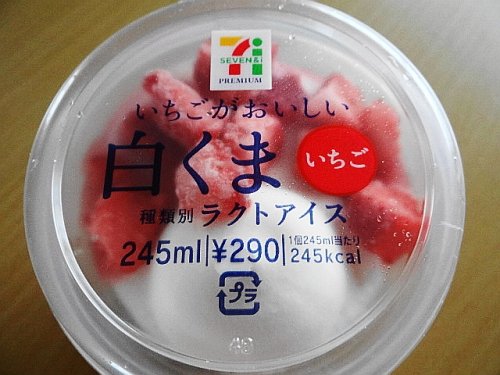 SEVEN&i
PREMIUM
いちごがおいしい
白くま
いちご
種類別 ラクトアイス
245ml ¥290 1個245ml当たり 245kcal
プラ